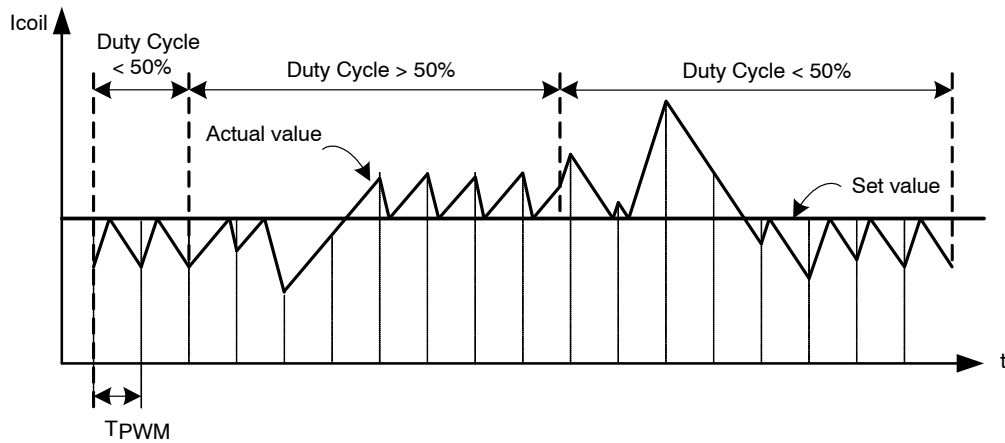 Icoil
Duty Cycle
< 50%
Duty Cycle > 50%
Duty Cycle < 50%
Actual value
Set value
t
TPWM